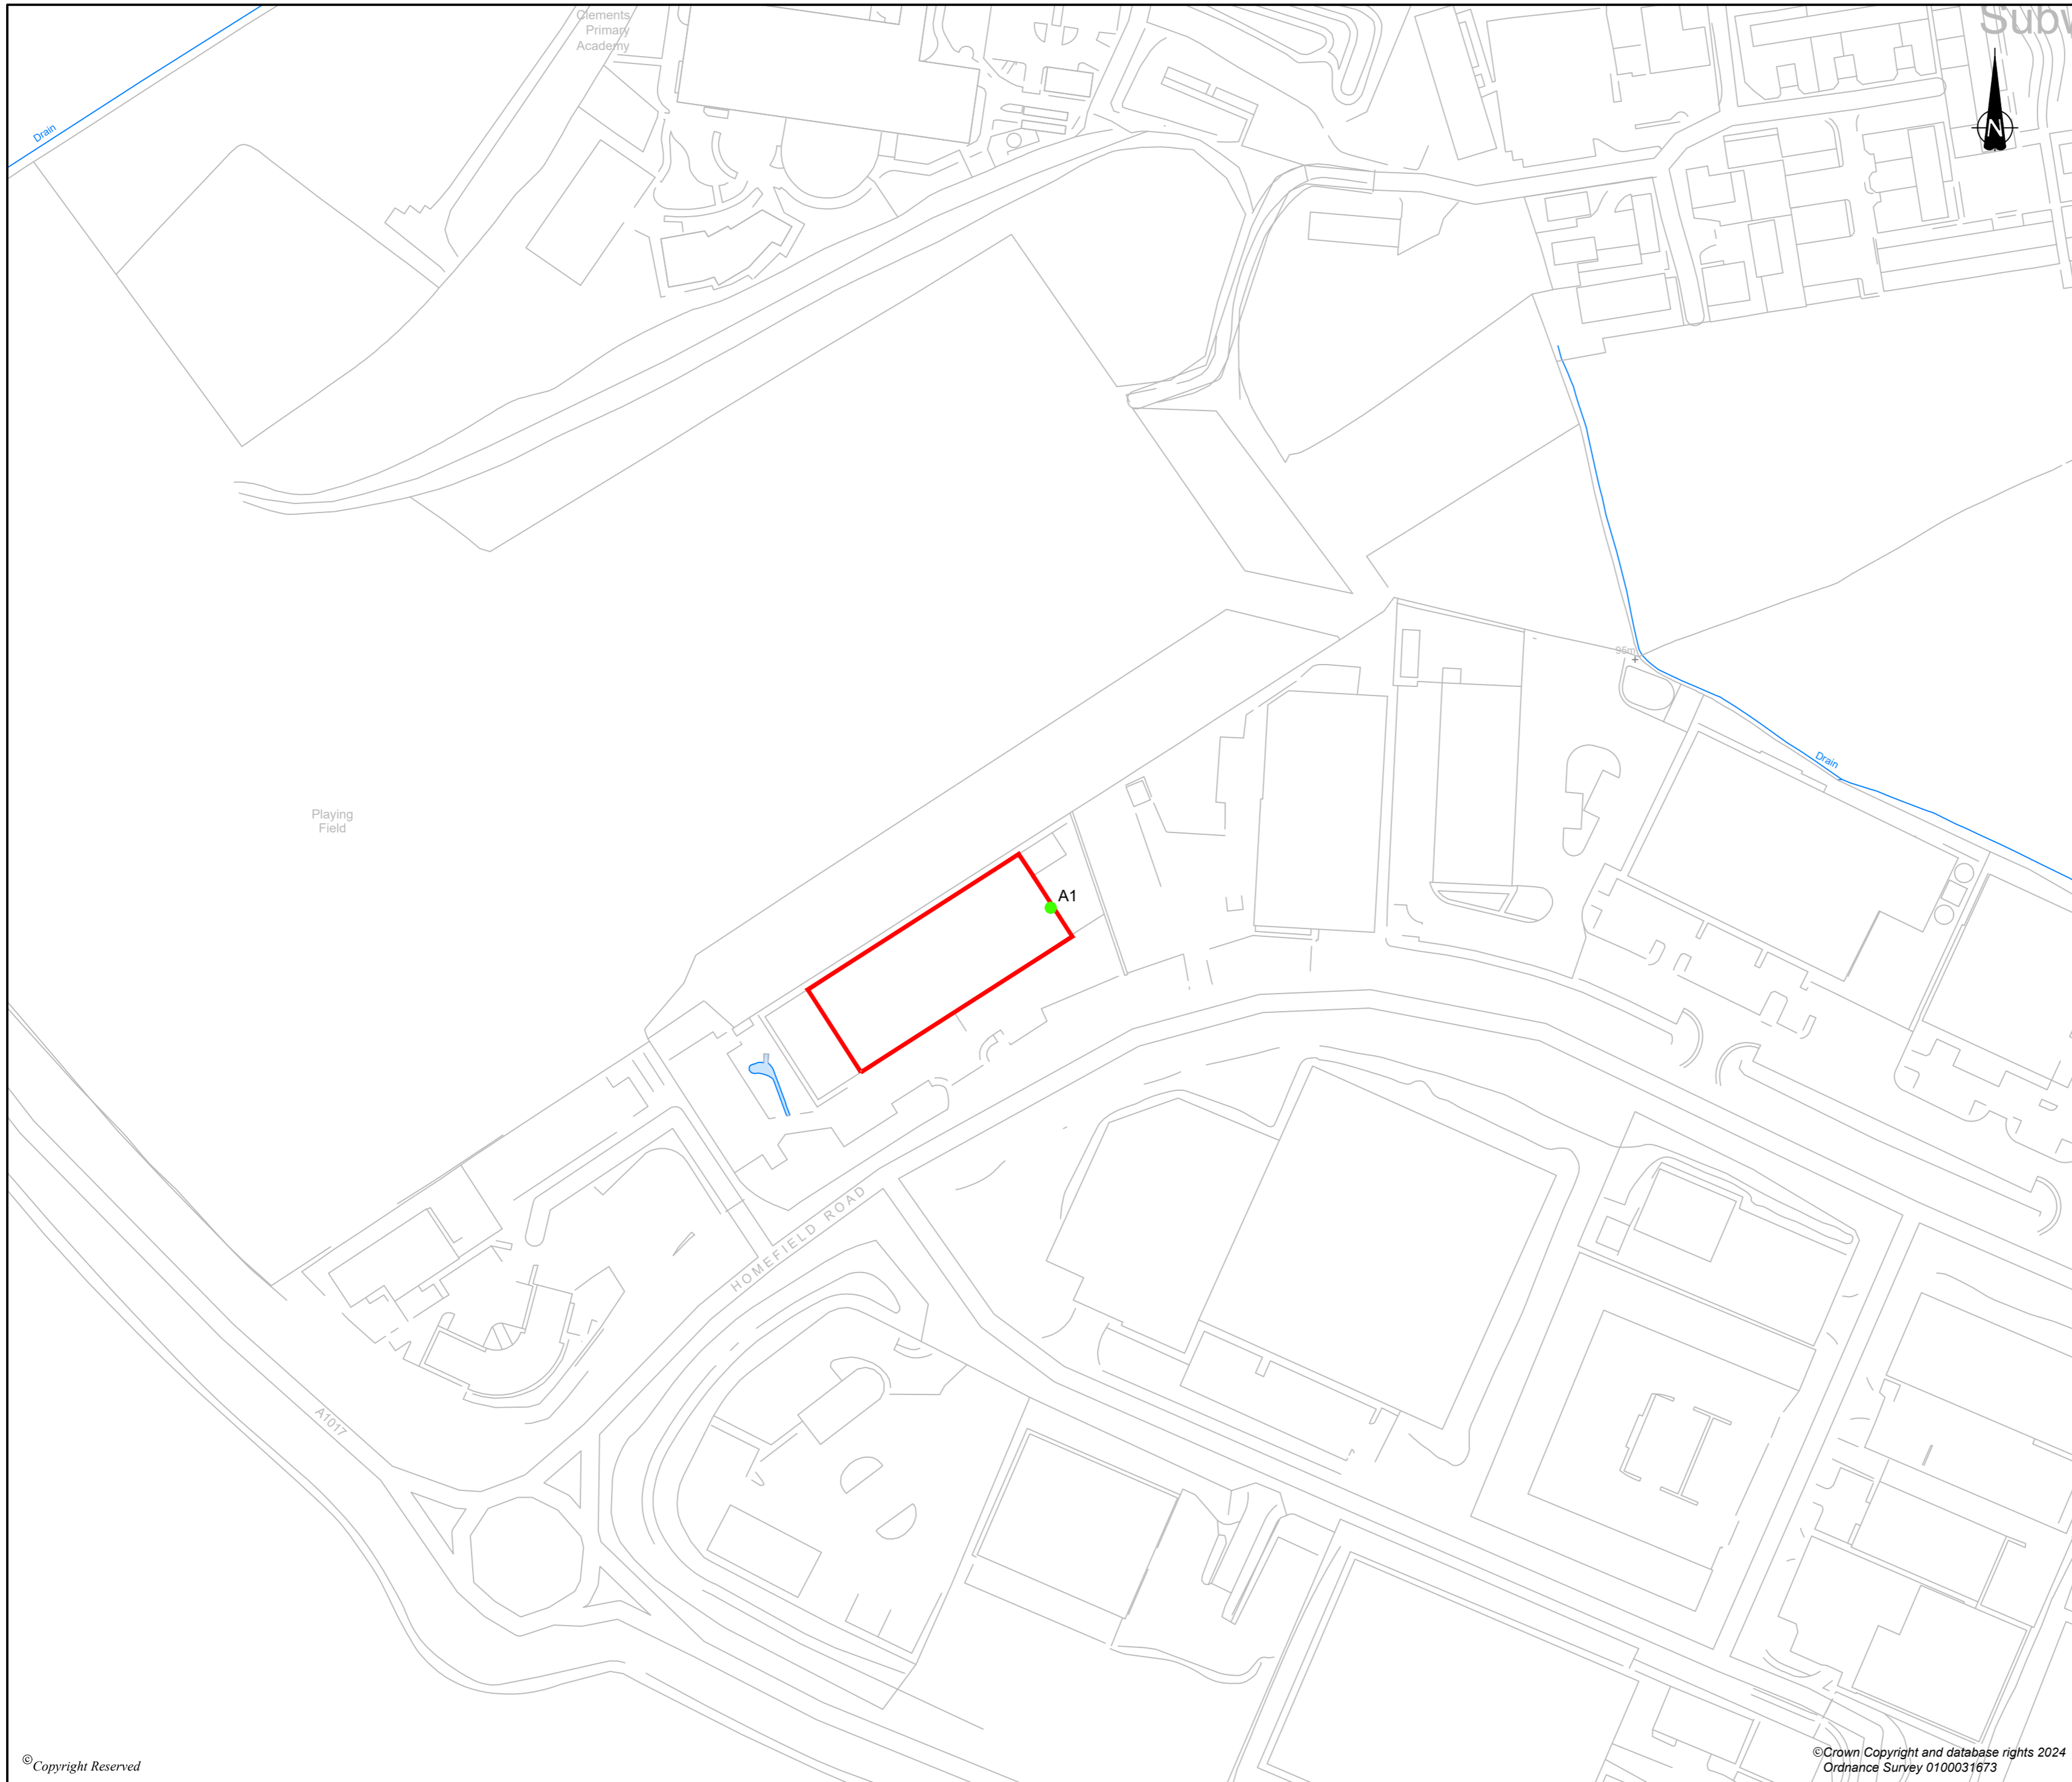 Clements
Primary
Academy
N
Drain
95m
Drain
Playing
Field
A1
HOMEFIELD ROAD
A1017
©Copyright Reserved
©Crown Copyright and database rights 2024
Ordnance Survey 0100031673